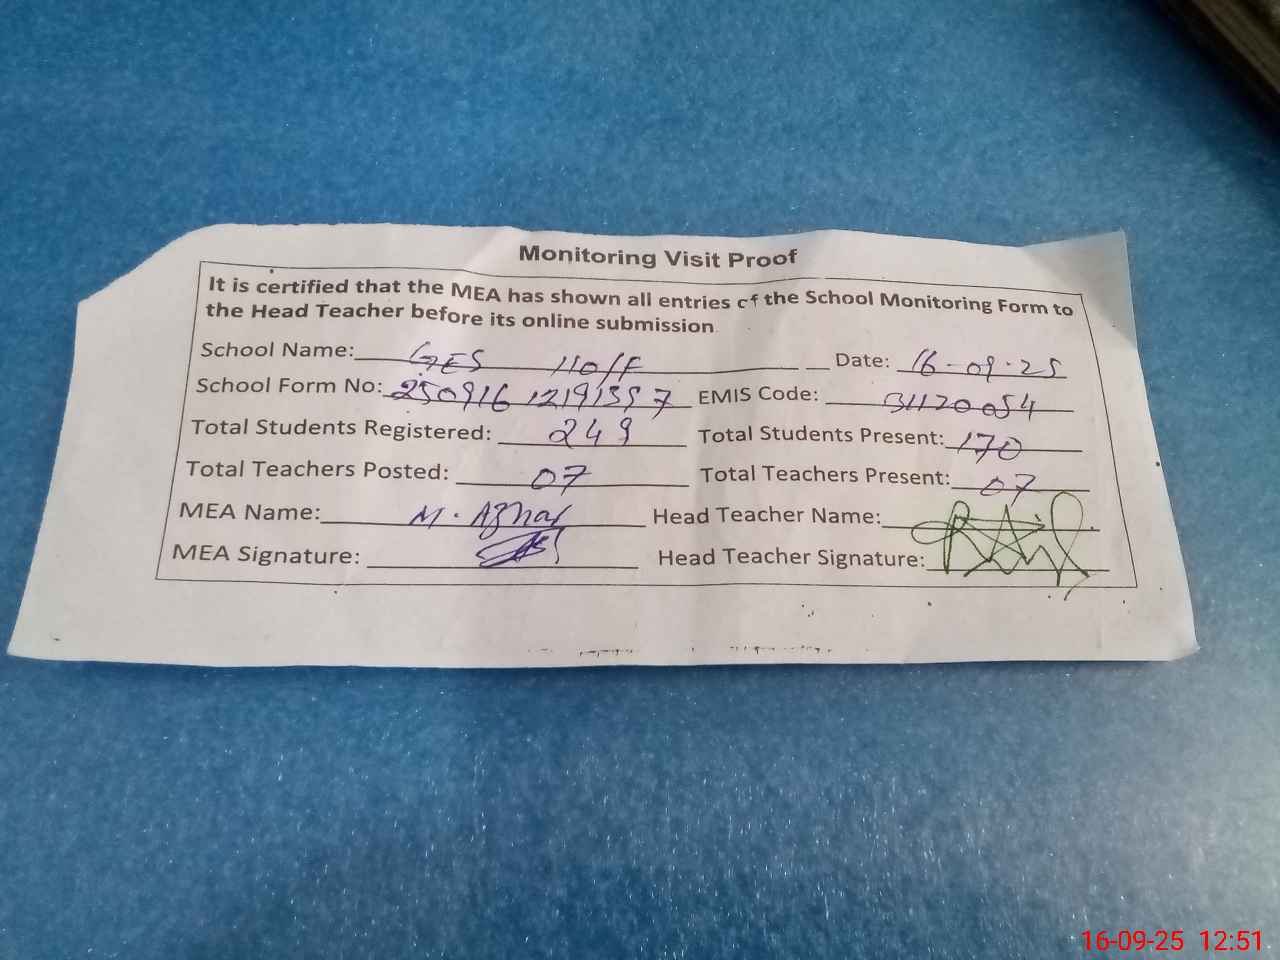 Monitoring Visit Proof
It is certified that the MEA has shown all entries of the School Monitoring Form to
the Head Teacher before its online submission
School Name: GES 110/F Date: 16-09-25
School Form No: 250916 12191357 EMIS Code: 31120054
Total Students Registered: 249 Total Students Present: 170
Total Teachers Posted: 07 Total Teachers Present: 07
MEA Name: M. Azhar Head Teacher Name:
MEA Signature: Head Teacher Signature:
16-09-25 12:51